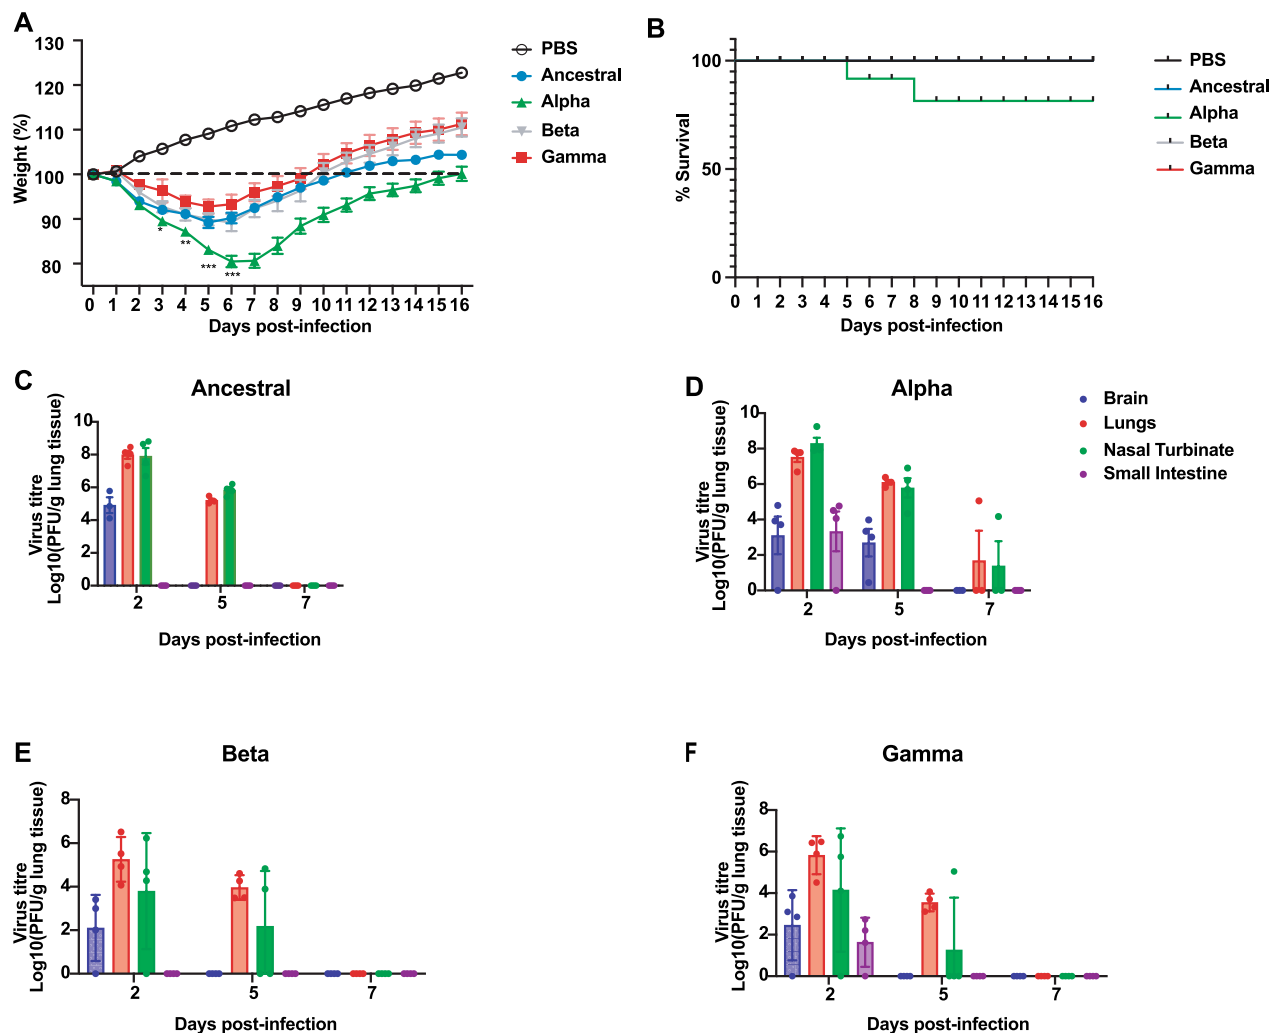 A
130
120
110
100
90
80
Weight (%)
0 1 2 3 4 5 6 7 8 9 10 11 12 13 14 15 16
Days post-infection
* ** *** ***
PBS
Ancestral
Alpha
Beta
Gamma
B
100
50
0
% Survival
0 1 2 3 4 5 6 7 8 9 10 11 12 13 14 15 16
Days post-infection
PBS
Ancestral
Alpha
Beta
Gamma
C
Ancestral
10
8
6
4
2
0
Virus titre
Log10(PFU/g lung tissue)
2 5 7
Days post-infection
D
Alpha
10
8
6
4
2
0
Virus titre
Log10(PFU/g lung tissue)
2 5 7
Days post-infection
Brain
Lungs
Nasal Turbinate
Small Intestine
E
Beta
8
6
4
2
0
Virus titre
Log10(PFU/g lung tissue)
2 5 7
Days post-infection
F
Gamma
8
6
4
2
0
Virus titre
Log10(PFU/g lung tissue)
2 5 7
Days post-infection